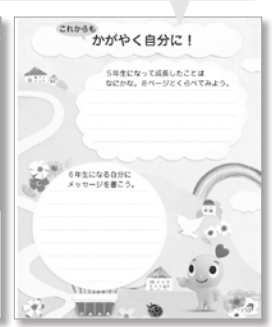 これからも
かがやく自分に！
５年生になって成長したことは
なにかな。８ページとくらべてみよう。
６年生になる自分に
メッセージを書こう。